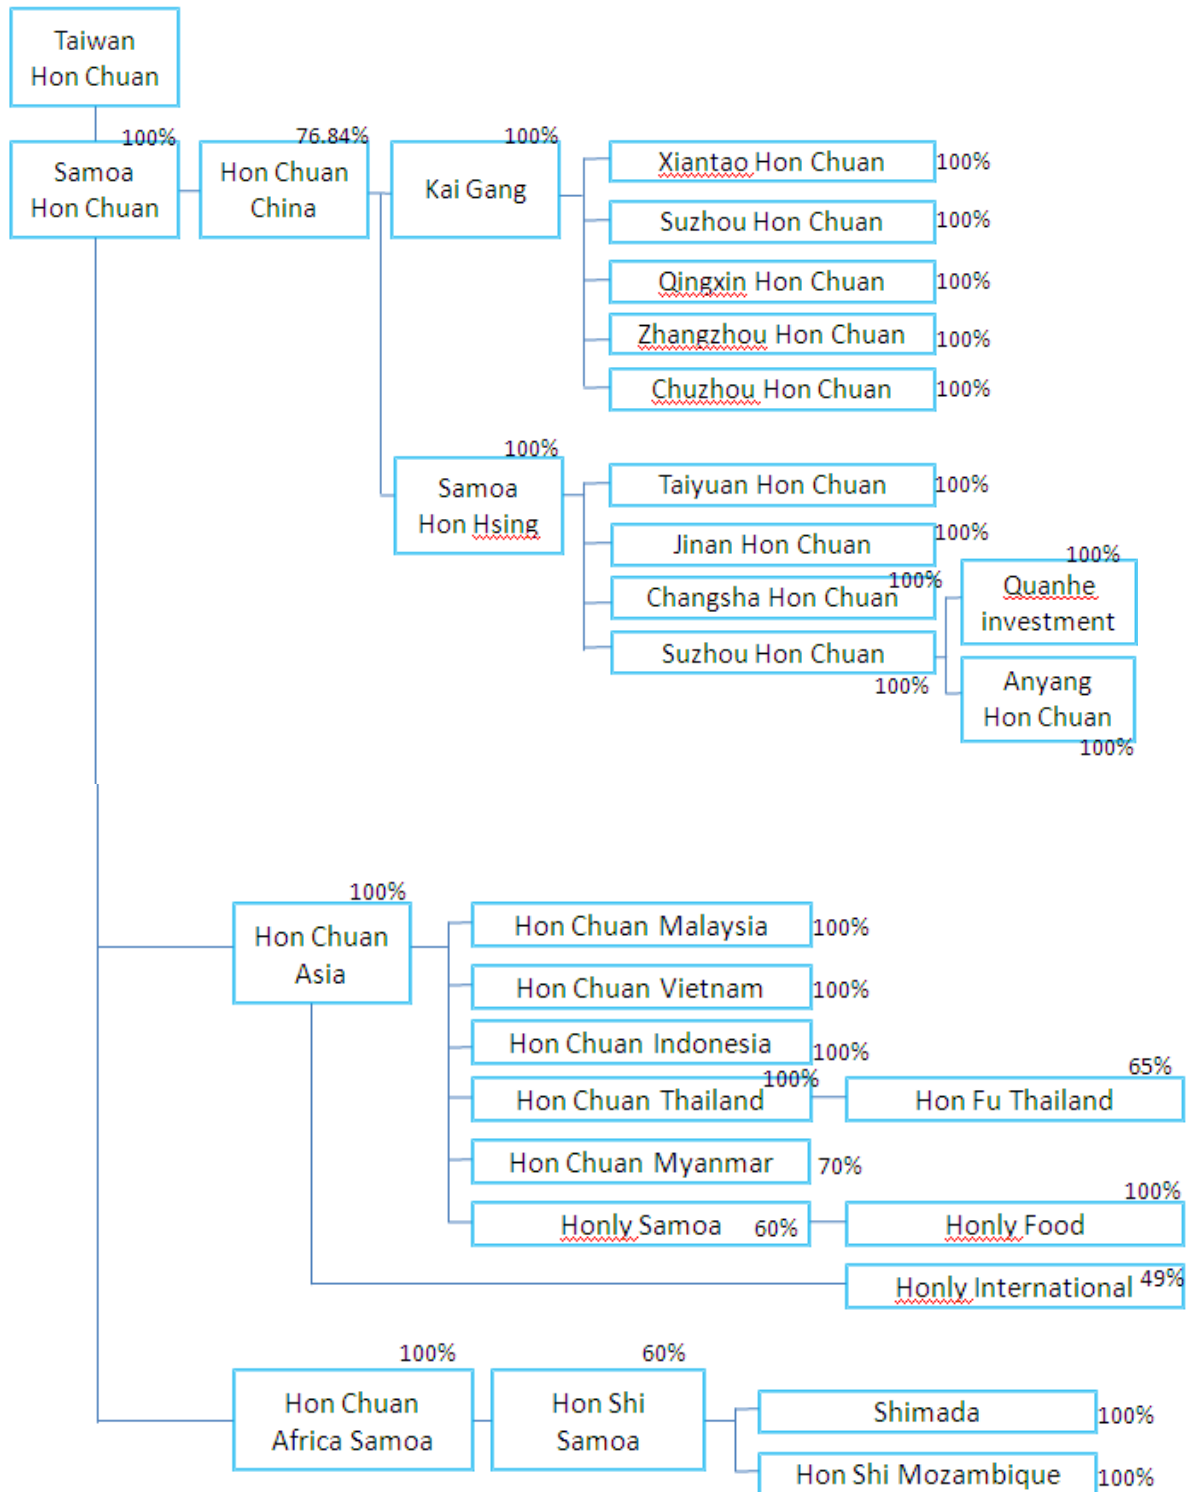 Taiwan
Hon Chuan
100%
Samoa
Hon Chuan
76.84%
Hon Chuan
China
100%
Kai Gang
Xiantao Hon Chuan 100%
Suzhou Hon Chuan 100%
Qingxin Hon Chuan 100%
Zhangzhou Hon Chuan 100%
Chuzhou Hon Chuan 100%
100%
Samoa
Hon Hsing
Taiyuan Hon Chuan 100%
Jinan Hon Chuan 100%
Changsha Hon Chuan 100%
Suzhou Hon Chuan 100%
100%
Quanhe
investment
Anyang
Hon Chuan
100%
100%
Hon Chuan
Asia
Hon Chuan Malaysia 100%
Hon Chuan Vietnam 100%
Hon Chuan Indonesia 100%
Hon Chuan Thailand 100%
65%
Hon Fu Thailand
Hon Chuan Myanmar 70%
Honly Samoa 60%
100%
Honly Food
Honly International 49%
100%
Hon Chuan
Africa Samoa
60%
Hon Shi
Samoa
Shimada 100%
Hon Shi Mozambique 100%